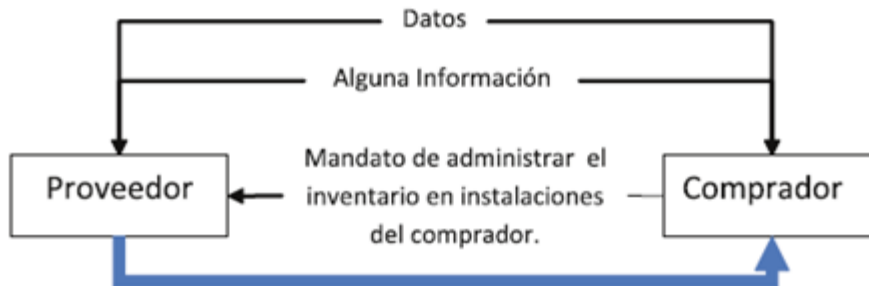 Datos
Alguna Información
Proveedor
Mandato de administrar el
inventario en instalaciones
del comprador.
Comprador